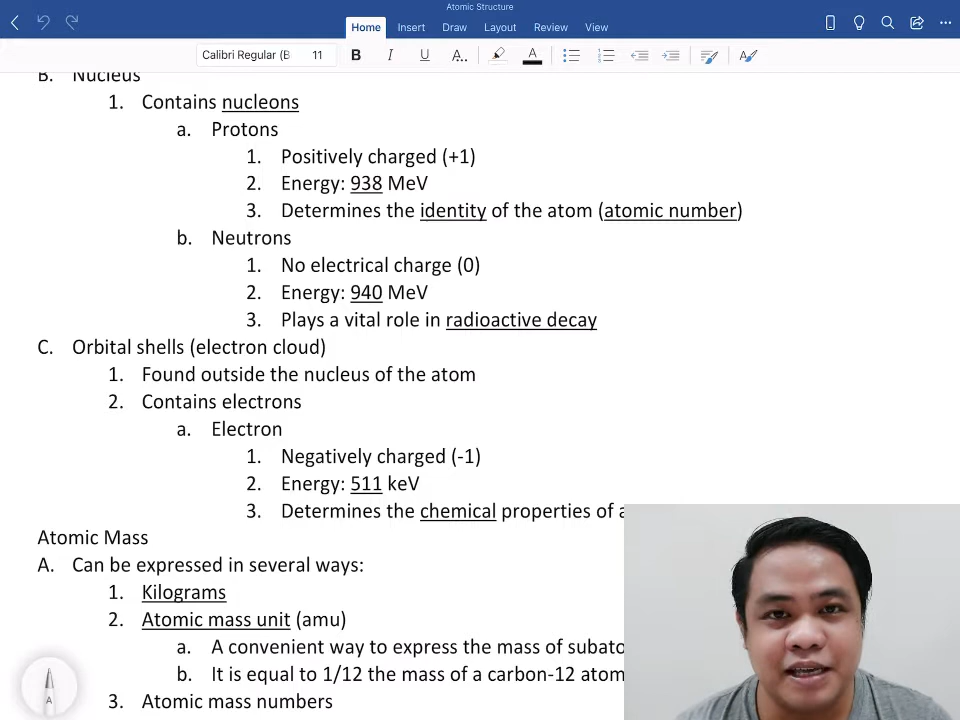 Atomic Structure
Home Insert Draw Layout Review View
Calibri Regular (B 11 B I U A...
B. Nucleus
1. Contains nucleons
a. Protons
1. Positively charged (+1)
2. Energy: 938 MeV
3. Determines the identity of the atom (atomic number)
b. Neutrons
1. No electrical charge (0)
2. Energy: 940 MeV
3. Plays a vital role in radioactive decay
C. Orbital shells (electron cloud)
1. Found outside the nucleus of the atom
2. Contains electrons
a. Electron
1. Negatively charged (-1)
2. Energy: 511 keV
3. Determines the chemical properties of
Atomic Mass
A. Can be expressed in several ways:
1. Kilograms
2. Atomic mass unit (amu)
a. A convenient way to express the mass of
b. It is equal to 1/12 the mass of a carbon-12 atom
3. Atomic mass numbers
A